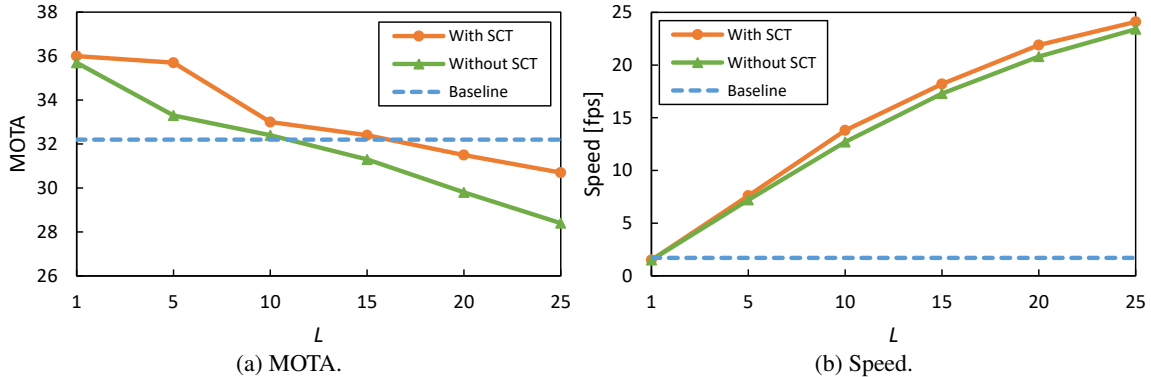 38
36
34
32
30
28
26
MOTA
With SCT
Without SCT
Baseline
1 5 10 15 20 25
L
(a) MOTA.
25
20
15
10
5
0
Speed [fps]
With SCT
Without SCT
Baseline
1 5 10 15 20 25
L
(b) Speed.